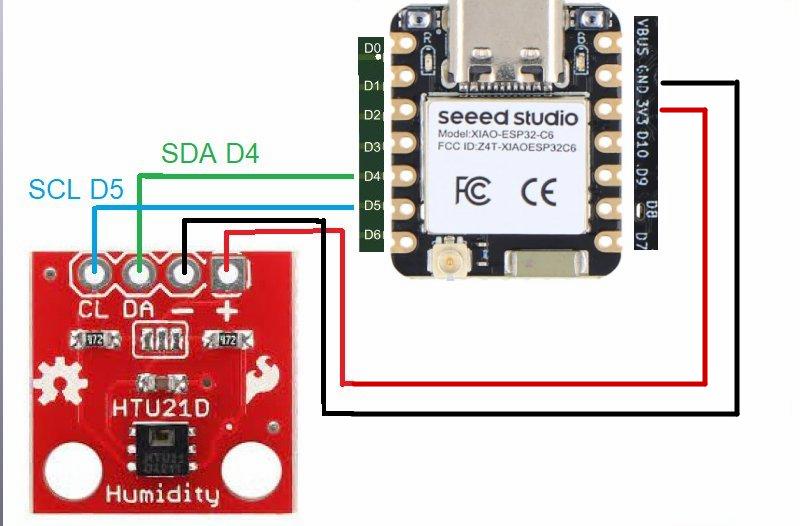 D0
D1
D2
D3
D4
D5
D6
R
B
VBUS GND 3V3 D10 .D9
D8
D7
seeed studio
Model:XIAO-ESP32-C6
FCC ID:Z4T-XIAOESP32C6
FC CE
SDA D4
SCL D5
CL DA - +
472
472
HTU21D
HTU21
Humidity